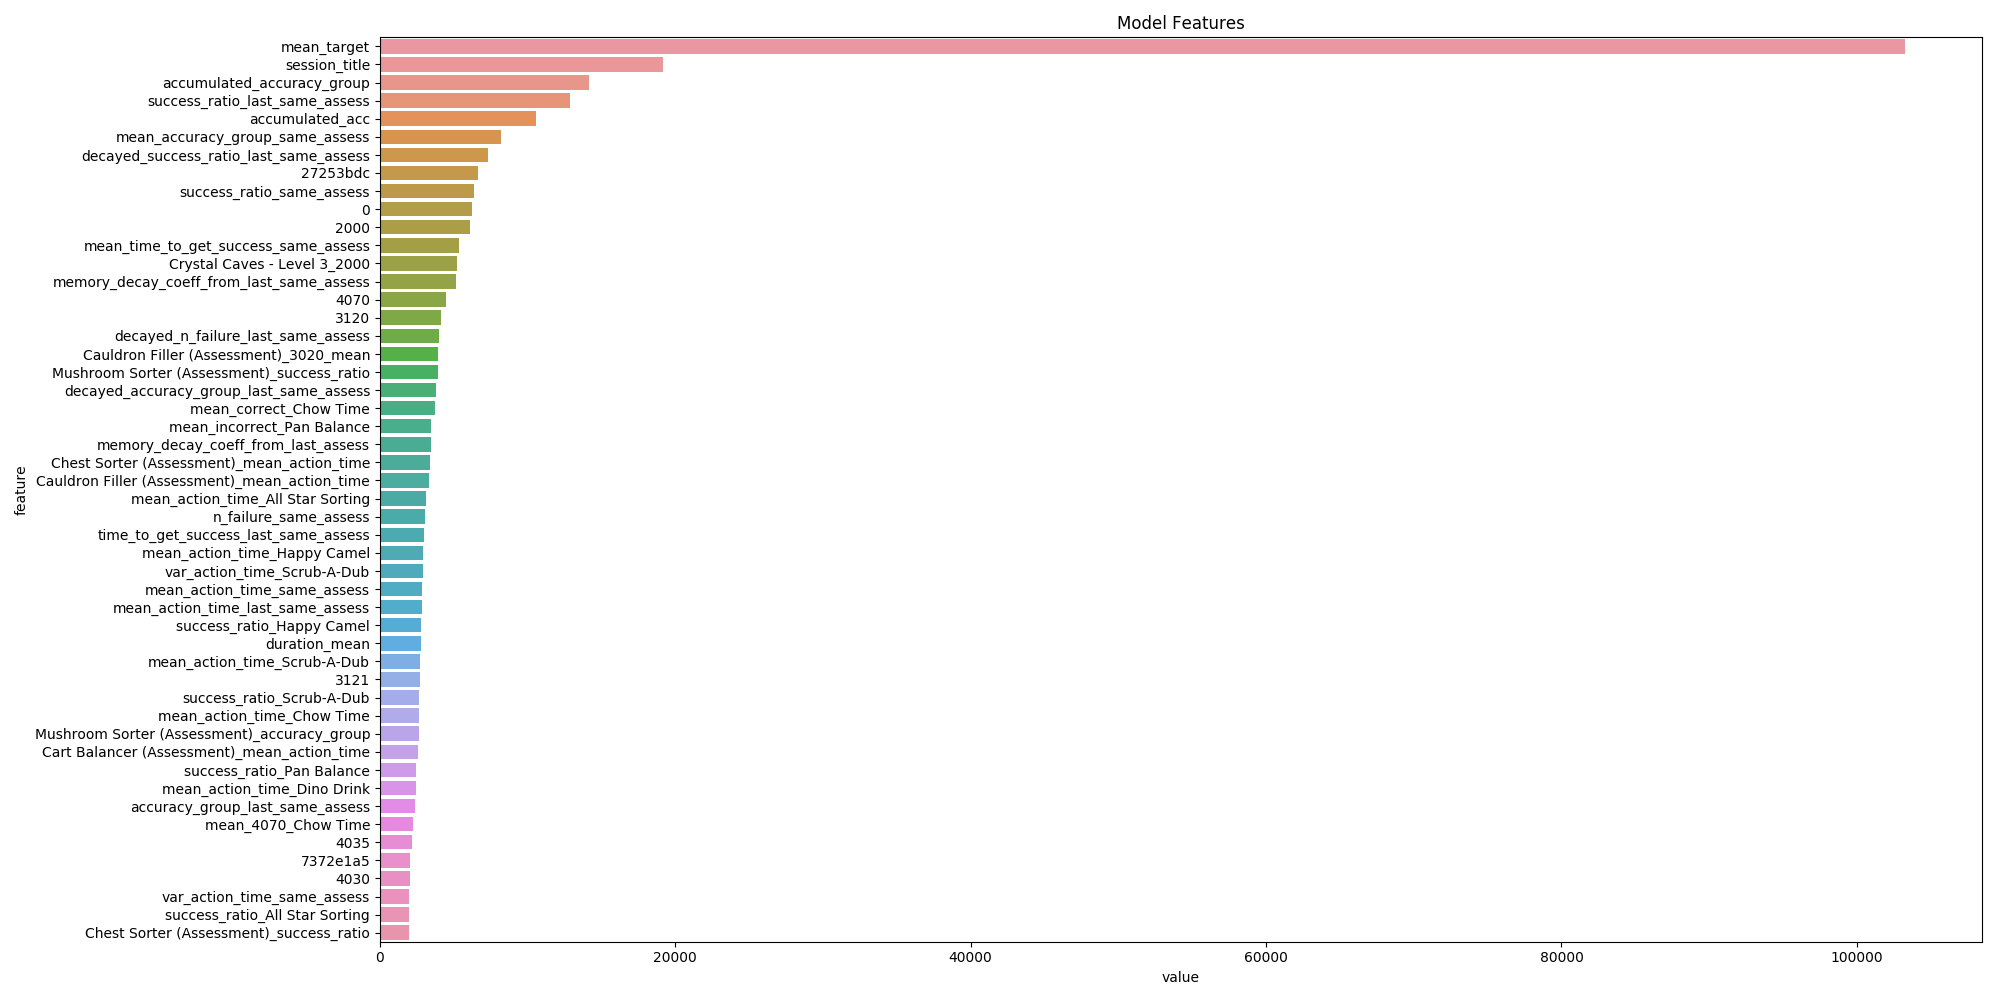 Model Features
mean_target
session_title
accumulated_accuracy_group
success_ratio_last_same_assess
accumulated_acc
mean_accuracy_group_same_assess
decayed_success_ratio_last_same_assess
27253bdc
success_ratio_same_assess
0
2000
mean_time_to_get_success_same_assess
Crystal Caves - Level 3_2000
memory_decay_coeff_from_last_same_assess
4070
3120
decayed_n_failure_last_same_assess
Cauldron Filler (Assessment)_3020_mean
Mushroom Sorter (Assessment)_success_ratio
decayed_accuracy_group_last_same_assess
mean_correct_Chow Time
mean_incorrect_Pan Balance
memory_decay_coeff_from_last_assess
Chest Sorter (Assessment)_mean_action_time
Cauldron Filler (Assessment)_mean_action_time
mean_action_time_All Star Sorting
n_failure_same_assess
time_to_get_success_last_same_assess
mean_action_time_Happy Camel
var_action_time_Scrub-A-Dub
mean_action_time_same_assess
mean_action_time_last_same_assess
success_ratio_Happy Camel
duration_mean
mean_action_time_Scrub-A-Dub
3121
success_ratio_Scrub-A-Dub
mean_action_time_Chow Time
Mushroom Sorter (Assessment)_accuracy_group
Cart Balancer (Assessment)_mean_action_time
success_ratio_Pan Balance
mean_action_time_Dino Drink
accuracy_group_last_same_assess
mean_4070_Chow Time
4035
7372e1a5
4030
var_action_time_same_assess
success_ratio_All Star Sorting
Chest Sorter (Assessment)_success_ratio
feature
0 20000 40000 60000 80000 100000
value